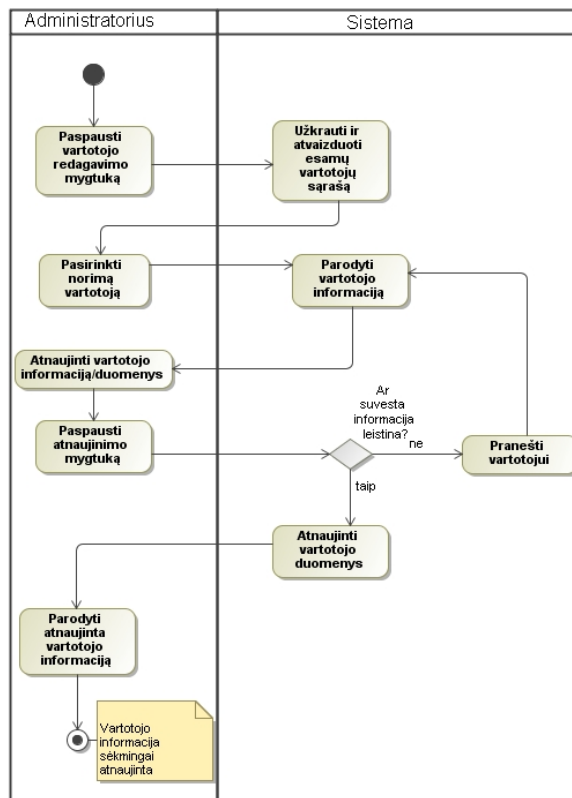 Administratorius
Sistema
Paspausti
vartotojo
redagavimo
mygtuką
Užkrauti ir
atvaizduoti
esamų
vartotojų
sąrašą
Pasirinkti
norimą
vartotoją
Parodyti
vartotojo
informaciją
Atnaujinti vartotojo
informaciją/duomenys
Paspausti
atnaujinimo
mygtuką
Ar
suvesta
informacija
leistina?
ne
Pranešti
vartotojui
taip
Atnaujinti
vartotojo
duomenys
Parodyti
atnaujinta
vartotojo
informaciją
Vartotojo
informacija
sėkmingai
atnaujinta